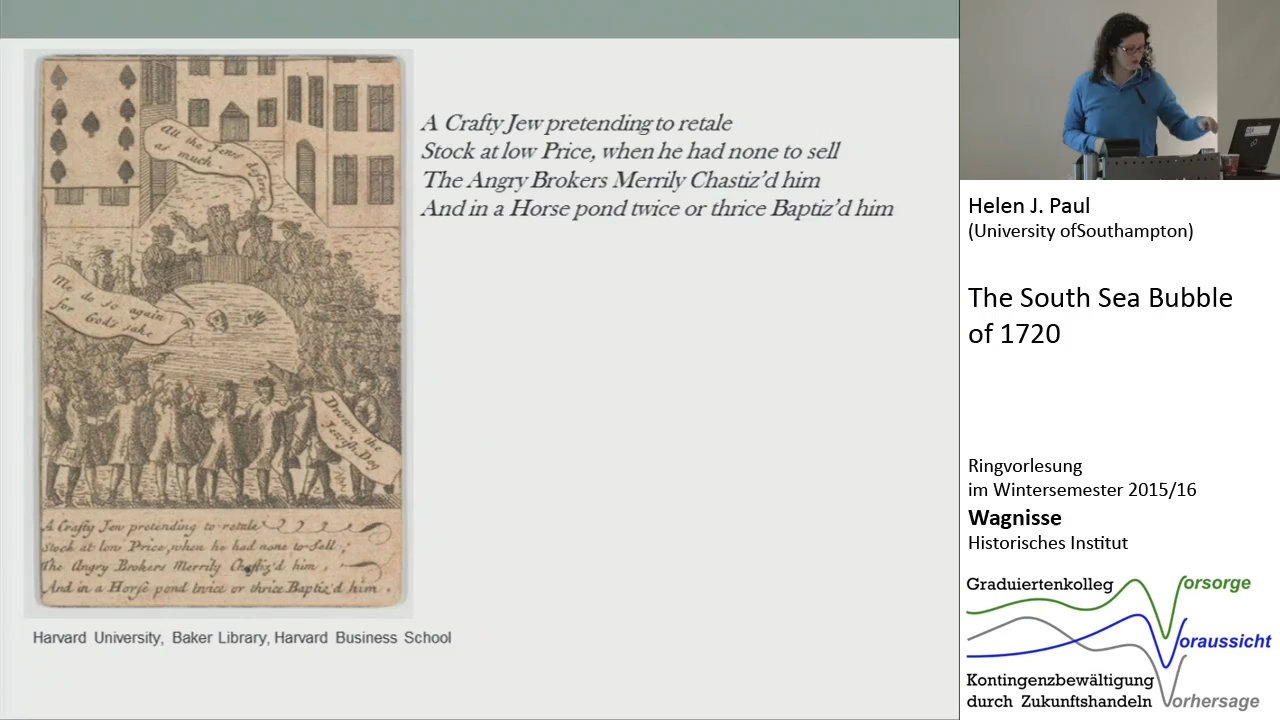 All the Jews deserve
as much.
Me do so again
for God's sake
Drown the
Jewish Dog
A Crafty Jew pretending to retale
Stock at low Price, when he had none to Sell;
The Angry Brokers Merrily Chastiz'd him,
And in a Horse pond twice or thrice Baptiz'd him.
Harvard University, Baker Library, Harvard Business School
A Crafty Jew pretending to retale
Stock at low Price, when he had none to sell
The Angry Brokers Merrily Chastiz'd him
And in a Horse pond twice or thrice Baptiz'd him
Helen J. Paul
(University ofSouthampton)
The South Sea Bubble
of 1720
Ringvorlesung
im Wintersemester 2015/16
Wagnisse
Historisches Institut
Graduiertenkolleg
Vorsorge
Voraussicht
Kontingenzbewältigung
durch Zukunftshandeln
Vorhersage